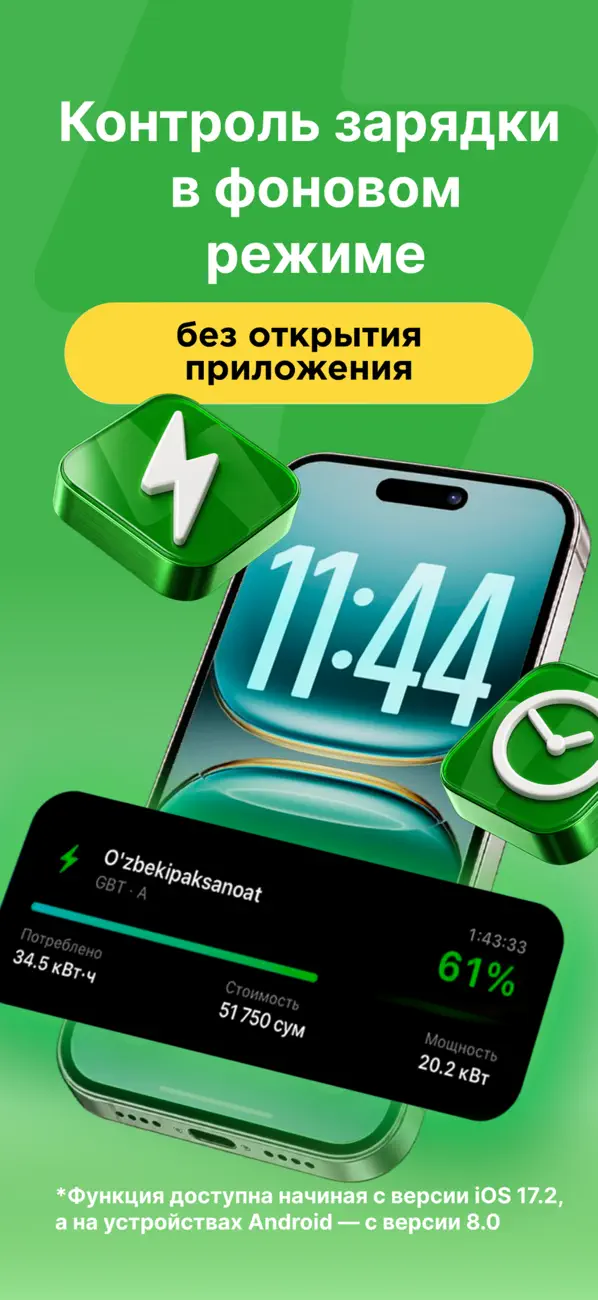 Контроль зарядки
в фоновом
режиме
без открытия
приложения
11:44
O'zbekipaksanoat
GBT · A
1:43:33
61%
Потреблено
34.5 кВт·ч
Стоимость
51 750 сум
Мощность
20.2 кВт
*Функция доступна начиная с версии iOS 17.2,
а на устройствах Android — с версии 8.0